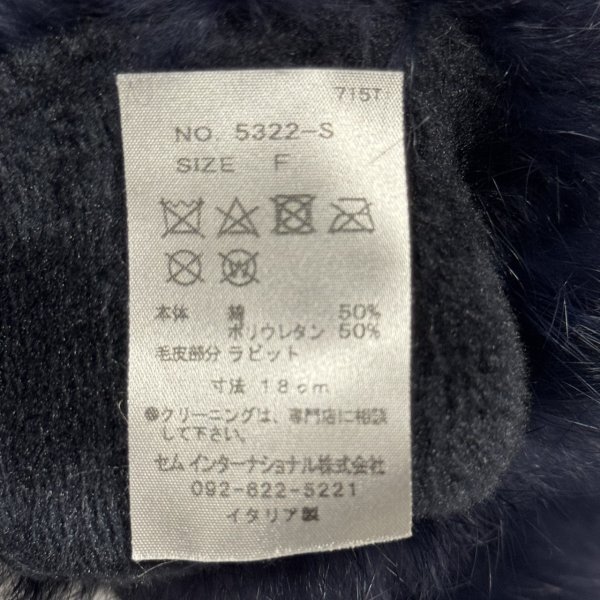 715T
NO. 5322-S
SIZE F
本体 綿 50%
ポリウレタン 50%
毛皮部分 ラビット
寸法 18cm
㊟クリーニングは、専門店に相談
して下さい。
セムインターナショナル株式会社
092-822-5221
イタリア製